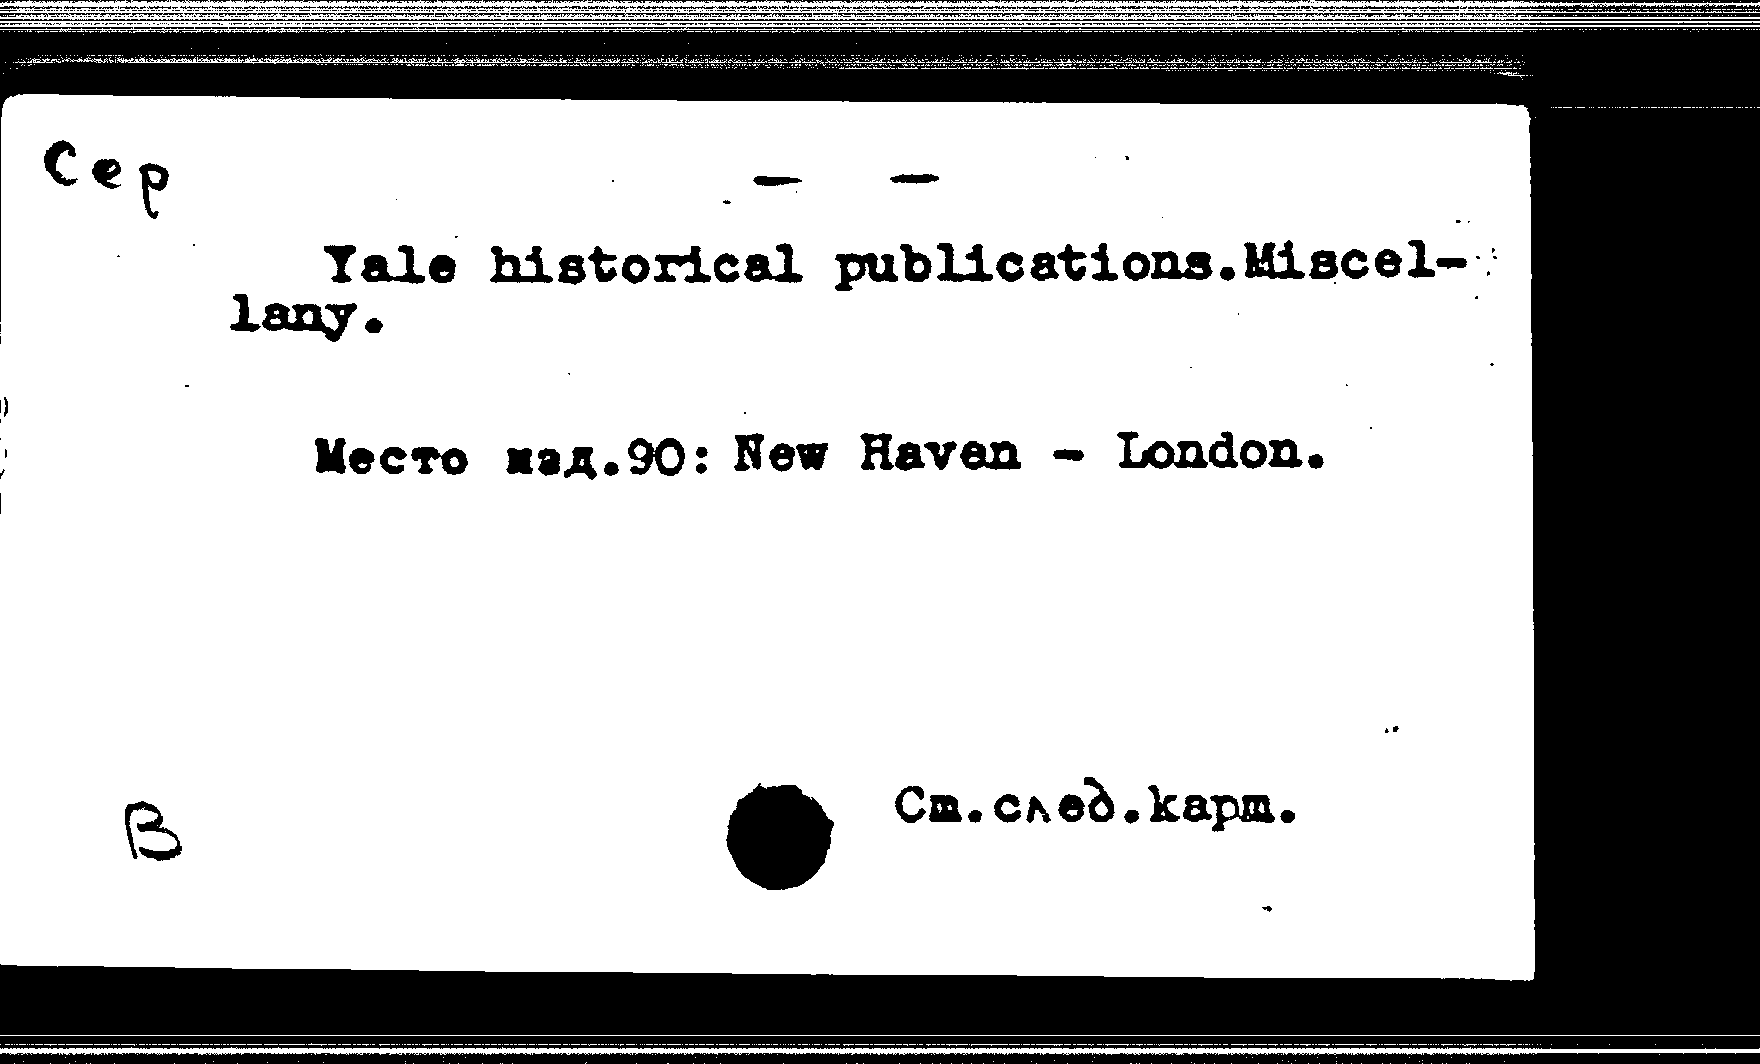 Сер
— —
Yale historical publications.Miscel-
lany.
Место изд.90: New Haven - London.
См.след.карт.
В